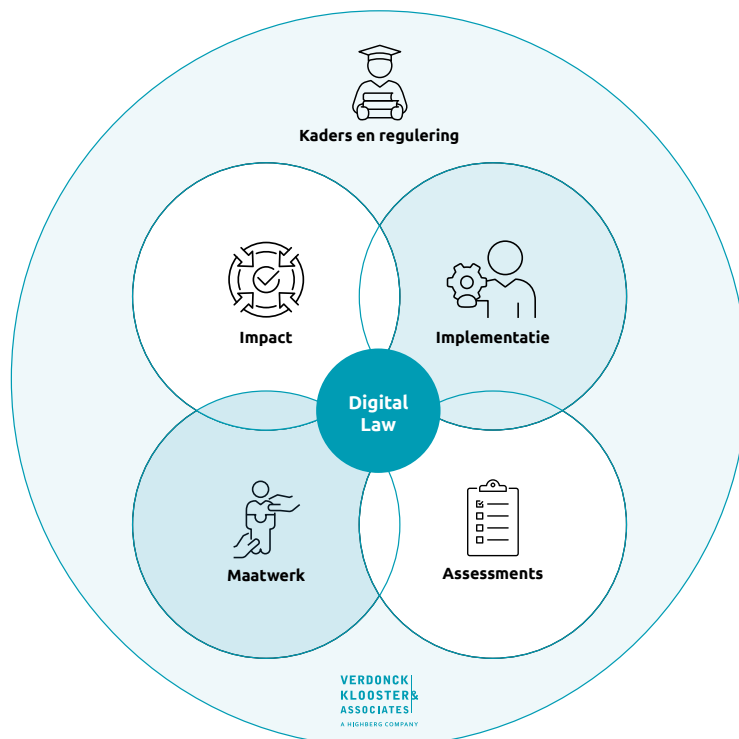 Kaders en regulering
Impact
Implementatie
Digital
Law
Maatwerk
Assessments
VERDONCK
KLOOSTER&
ASSOCIATES
A HIGHBERG COMPANY